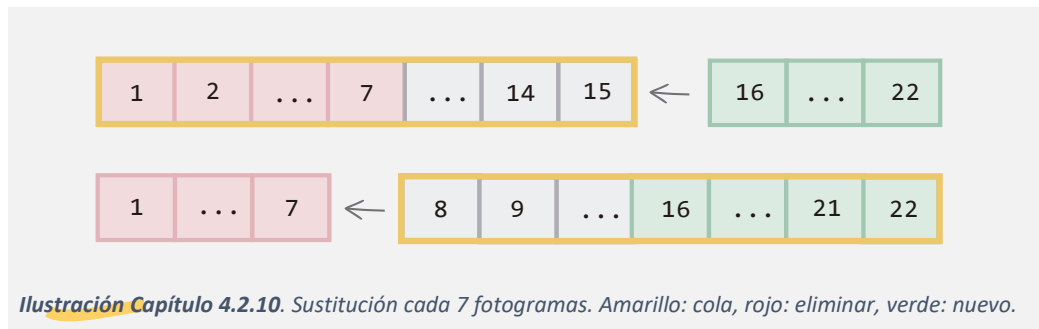 1 2 ... 7 ... 14 15 16 ... 22
1 ... 7 8 9 ... 16 ... 21 22
Ilustración Capítulo 4.2.10. Sustitución cada 7 fotogramas. Amarillo: cola, rojo: eliminar, verde: nuevo.